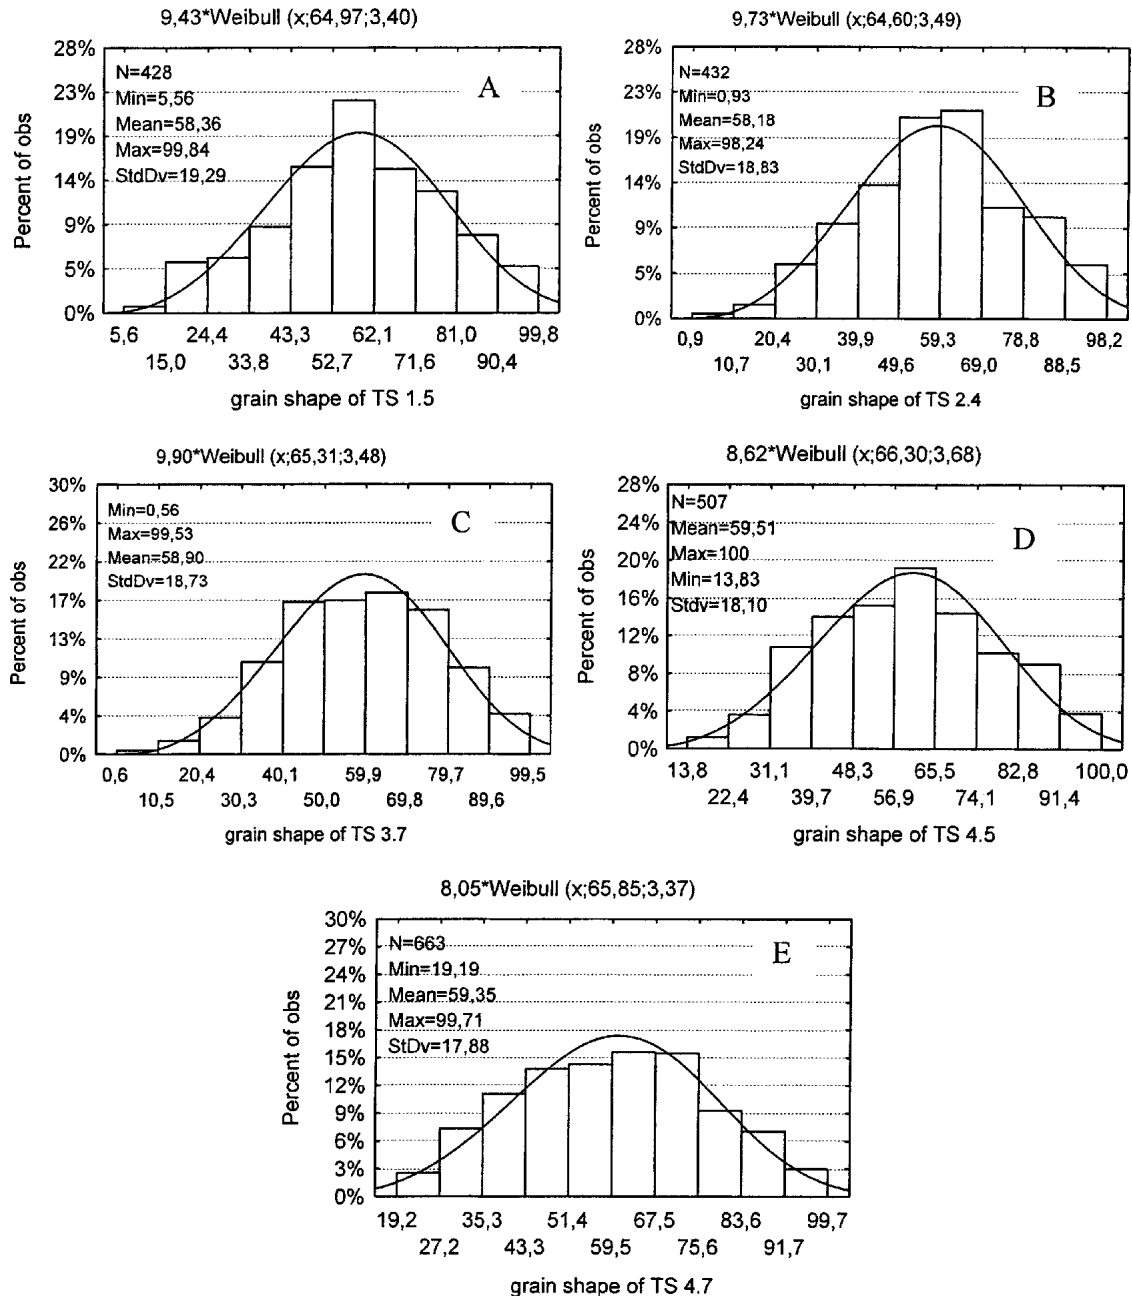 9,43*Weibull (x;64,97;3,40)
28%
23%
19%
14%
9%
5%
0%
Percent of obs
N=428
Min=5,56
Mean=58,36
Max=99,84
StdDv=19,29
A
5,6 24,4 43,3 62,1 81,0 99,8
15,0 33,8 52,7 71,6 90,4
grain shape of TS 1.5
9,73*Weibull (x;64,60;3,49)
28%
23%
19%
14%
9%
5%
0%
Percent of obs
N=432
Min=0,93
Mean=58,18
Max=98,24
StdDv=18,83
B
0,9 20,4 39,9 59,3 78,8 98,2
10,7 30,1 49,6 69,0 88,5
grain shape of TS 2.4
9,90*Weibull (x;65,31;3,48)
30%
26%
22%
17%
13%
9%
4%
0%
Percent of obs
Min=0,56
Max=99,53
Mean=58,90
StdDv=18,73
C
0,6 20,4 40,1 59,9 79,7 99,5
10,5 30,3 50,0 69,8 89,6
grain shape of TS 3.7
8,62*Weibull (x;66,30;3,68)
28%
24%
20%
16%
12%
8%
4%
0%
Percent of obs
N=507
Mean=59,51
Max=100
Min=13,83
Stdv=18,10
D
13,8 31,1 48,3 65,5 82,8 100,0
22,4 39,7 56,9 74,1 91,4
grain shape of TS 4.5
8,05*Weibull (x;65,85;3,37)
30%
27%
24%
21%
18%
15%
12%
9%
6%
3%
0%
Percent of obs
N=663
Min=19,19
Mean=59,35
Max=99,71
StDv=17,88
E
19,2 35,3 51,4 67,5 83,6 99,7
27,2 43,3 59,5 75,6 91,7
grain shape of TS 4.7